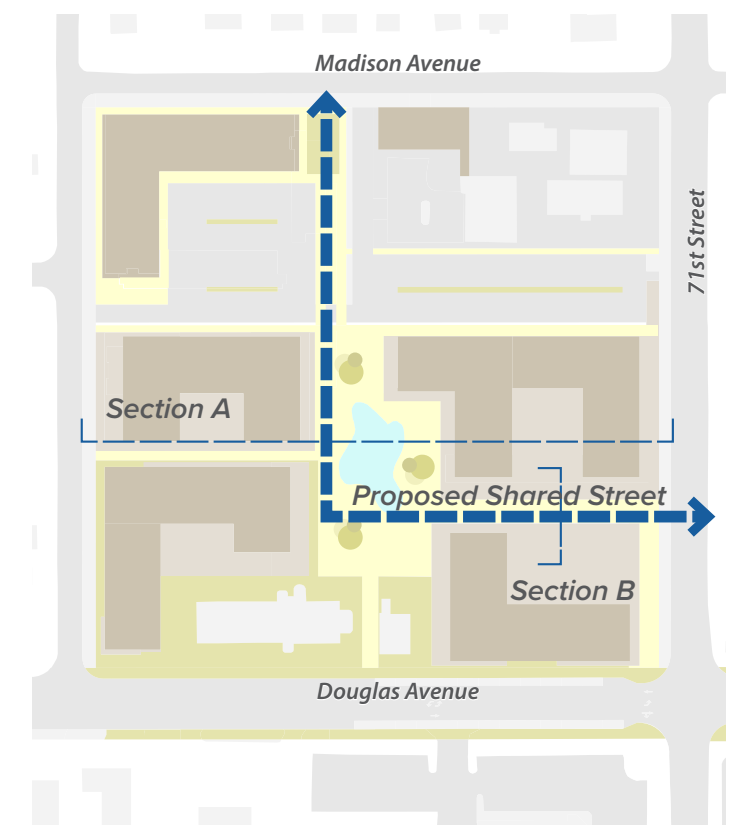 Madison Avenue
71st Street
Section A
Proposed Shared Street
Section B
Douglas Avenue